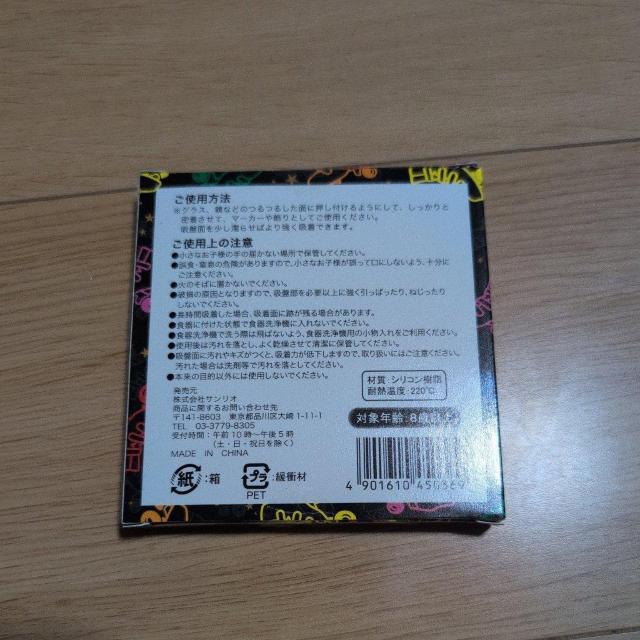 ご使用方法
※グラス、鏡などのつるつるした面に押し付けるようにして、しっかりと
密着させて、マーカーや飾りとしてご使用ください。
吸盤面を少し濡らせばより強く吸着できます。
ご使用上の注意
●小さなお子様の手の届かない場所で保管してください。
●誤食・窒息の危険がありますので、小さなお子様が誤って口にしないよう、十分に
ご注意ください。
●火のそばに置かないでください。
●破損の原因となりますので、吸盤部を必要以上に強く引っぱったり、ねじったり
しないでください。
●長時間吸着した場合、吸着面に跡が残る場合があります。
●食器に付けた状態で食器洗浄機に入れないでください。
●食器洗浄機で洗う際は飛ばないよう、食器洗浄機用の小物入れをご利用ください。
●使用後は汚れを落とし、よく乾燥させて清潔に保管してください。
●吸盤面に汚れやキズがつくと、吸着力が低下しますので、取り扱いにはご注意ください。
汚れた場合は洗剤等で汚れを落としてください。
●本来の目的以外には使用しないでください。
材質：シリコン樹脂
耐熱温度：220℃
発売元
株式会社サンリオ
商品に関するお問い合わせ先
〒141-8603 東京都品川区大崎1-11-1
TEL 03-3779-8305
受付時間：午前10時〜午後5時
（土・日・祝日を除く）
MADE IN CHINA
対象年齢：8歳以上
紙：箱
プラ：緩衝材
PET
4 901610 450369